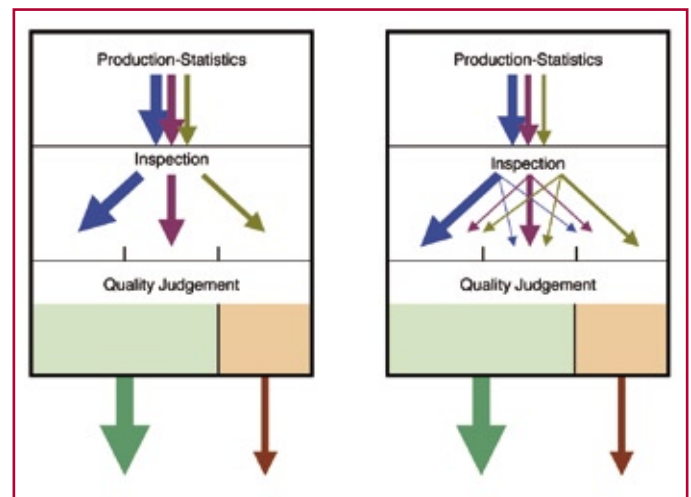 Production-Statistics
Inspection
Quality Judgement
Production-Statistics
Inspection
Quality Judgement